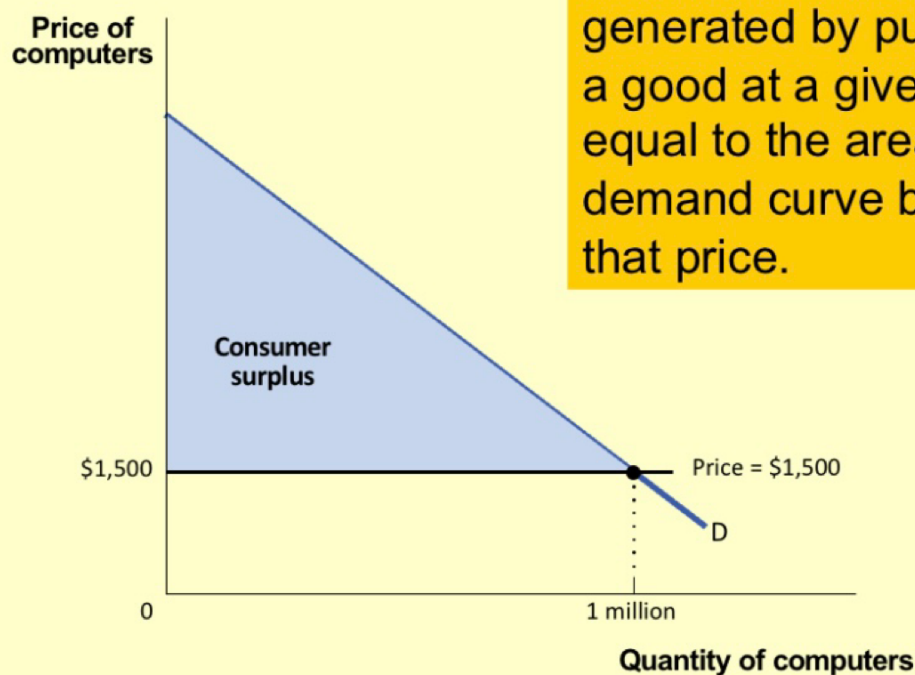 generated by pu
a good at a give
equal to the area
demand curve b
that price.
Price of
computers
Consumer
surplus
$1,500
Price = $1,500
D
0
1 million
Quantity of computers